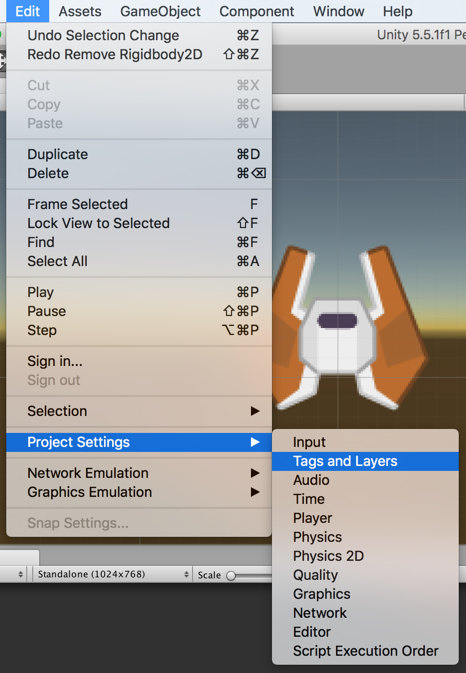 Edit Assets GameObject Component Window Help
Unity 5.5.1f1 Pe
Undo Selection Change ⌘Z
Redo Remove Rigidbody2D ⇧⌘Z
Cut ⌘X
Copy ⌘C
Paste ⌘V
Duplicate ⌘D
Delete ⌘⌫
Frame Selected F
Lock View to Selected ⇧F
Find ⌘F
Select All ⌘A
Play ⌘P
Pause ⇧⌘P
Step ⌥⌘P
Sign in...
Sign out
Selection ▶
Project Settings ▶
Network Emulation ▶
Graphics Emulation ▶
Snap Settings...
Input
Tags and Layers
Audio
Time
Player
Physics
Physics 2D
Quality
Graphics
Network
Editor
Script Execution Order
Standalone (1024x768) Scale